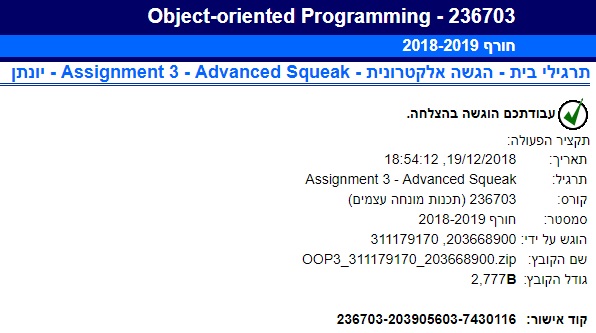 Object-oriented Programming - 236703
חורף 2018-2019
תרגילי בית - הגשה אלקטרונית - Assignment 3 - Advanced Squeak - יונתן
עבודתכם הוגשה בהצלחה.
תקציר הפעולה:
תאריך: 19/12/2018, 18:54:12
תרגיל: Assignment 3 - Advanced Squeak
קורס: 236703 (תכנות מונחה עצמים)
סמסטר: חורף 2018-2019
הוגש על ידי: 203668900, 311179170
שם הקובץ: OOP3_311179170_203668900.zip
גודל הקובץ: 2,777B
קוד אישור: 236703-203905603-7430116